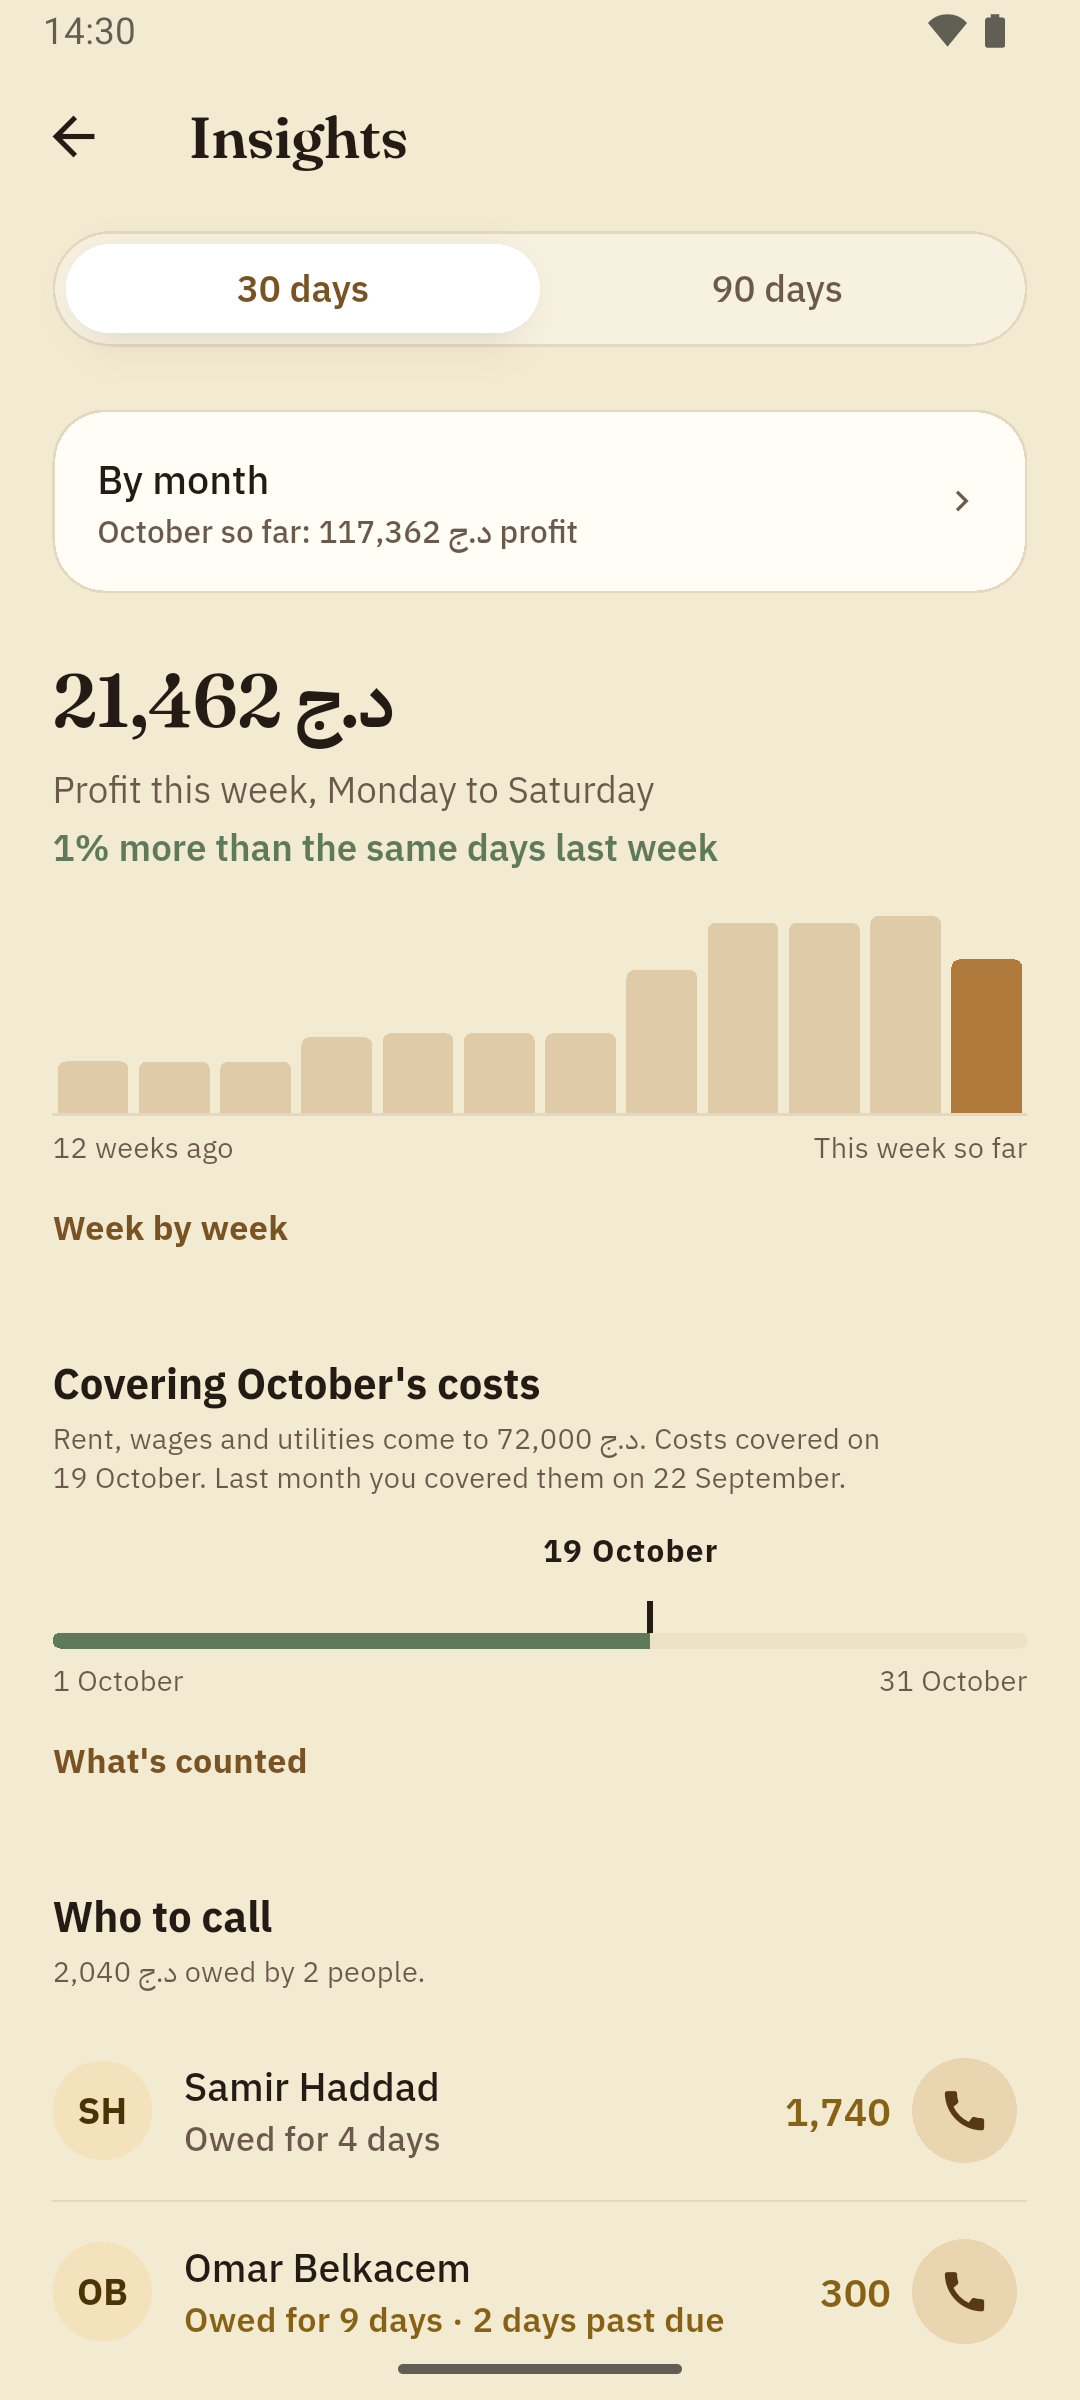 14:30
Insights
30 days
90 days
By month
October so far: 117,362 د.ج profit
21,462 د.ج
Profit this week, Monday to Saturday
1% more than the same days last week
12 weeks ago
This week so far
Week by week
Covering October's costs
Rent, wages and utilities come to 72,000 د.ج. Costs covered on
19 October. Last month you covered them on 22 September.
19 October
1 October
31 October
What's counted
Who to call
2,040 د.ج owed by 2 people.
SH
Samir Haddad
1,740
Owed for 4 days
OB
Omar Belkacem
300
Owed for 9 days · 2 days past due